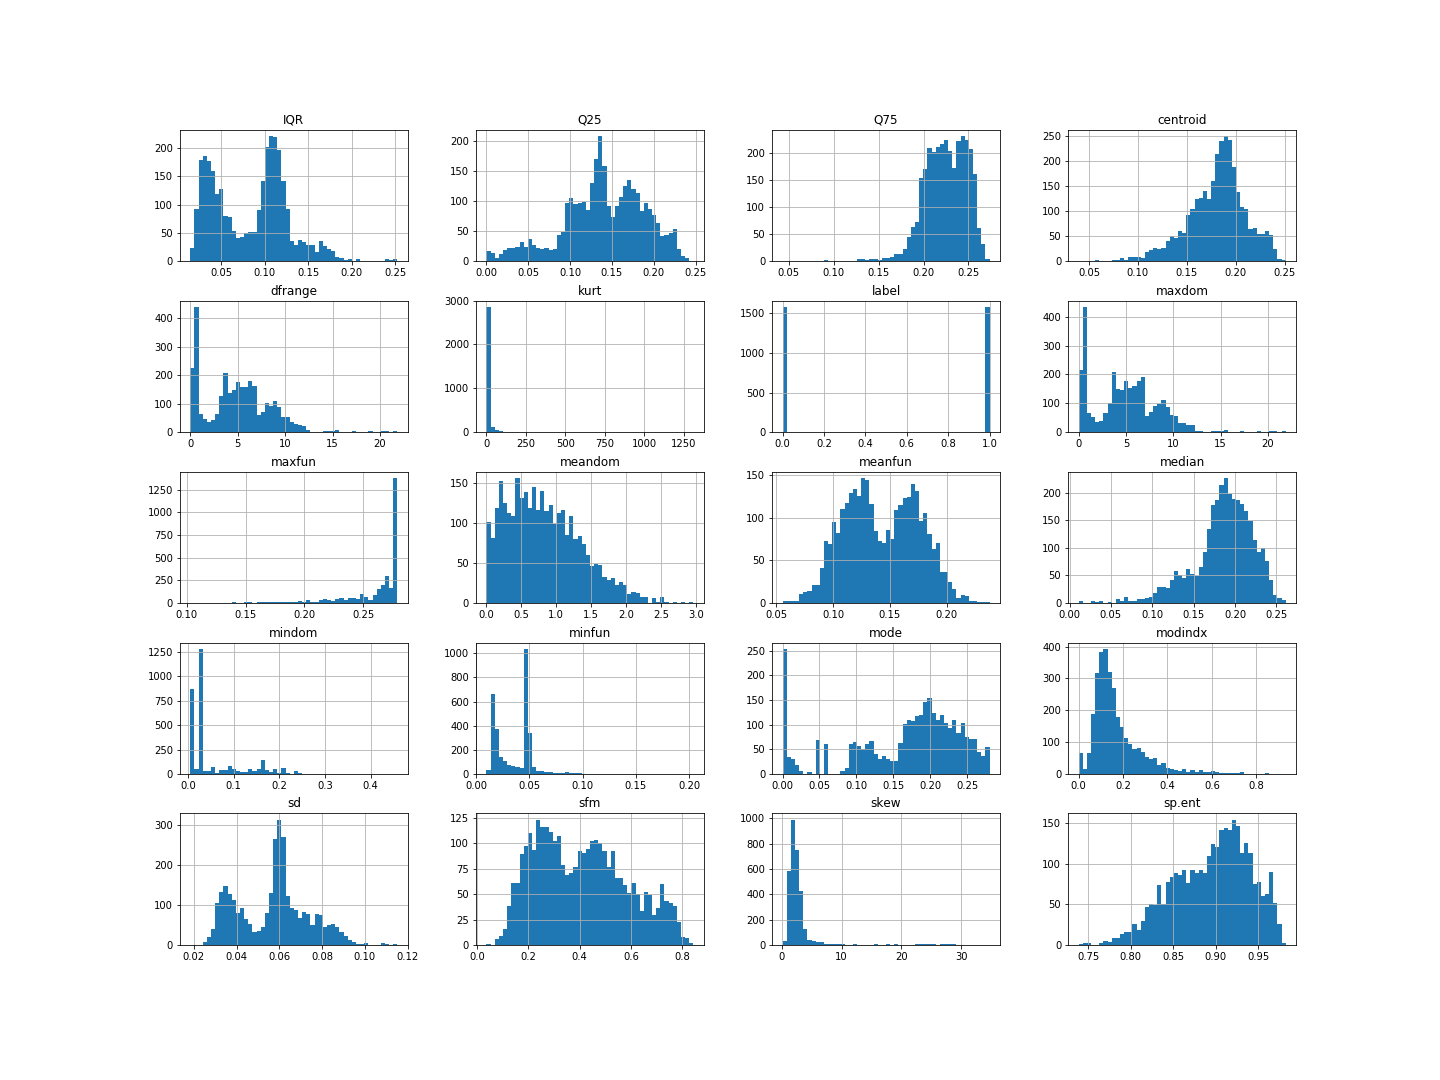 IQR Q25 Q75 centroid
200 150 100 50 0
0.05 0.10 0.15 0.20 0.25
200 150 100 50 0
0.00 0.05 0.10 0.15 0.20 0.25
200 150 100 50 0
0.05 0.10 0.15 0.20 0.25
250 200 150 100 50 0
0.05 0.10 0.15 0.20 0.25
dfrange kurt label maxdom
400 300 200 100 0
0 5 10 15 20
3000 2000 1000 0
0 250 500 750 1000 1250
1500 1000 500 0
0.0 0.2 0.4 0.6 0.8 1.0
400 300 200 100 0
0 5 10 15 20
maxfun meandom meanfun median
1250 1000 750 500 250 0
0.10 0.15 0.20 0.25
150 100 50 0
0.0 0.5 1.0 1.5 2.0 2.5 3.0
150 100 50 0
0.05 0.10 0.15 0.20
200 150 100 50 0
0.00 0.05 0.10 0.15 0.20 0.25
mindom minfun mode modindx
1250 1000 750 500 250 0
0.0 0.1 0.2 0.3 0.4
1000 800 600 400 200 0
0.00 0.05 0.10 0.15 0.20
250 200 150 100 50 0
0.00 0.05 0.10 0.15 0.20 0.25
400 300 200 100 0
0.0 0.2 0.4 0.6 0.8
sd sfm skew sp.ent
300 200 100 0
0.02 0.04 0.06 0.08 0.10 0.12
125 100 75 50 25 0
0.0 0.2 0.4 0.6 0.8
1000 800 600 400 200 0
0 10 20 30
150 100 50 0
0.75 0.80 0.85 0.90 0.95